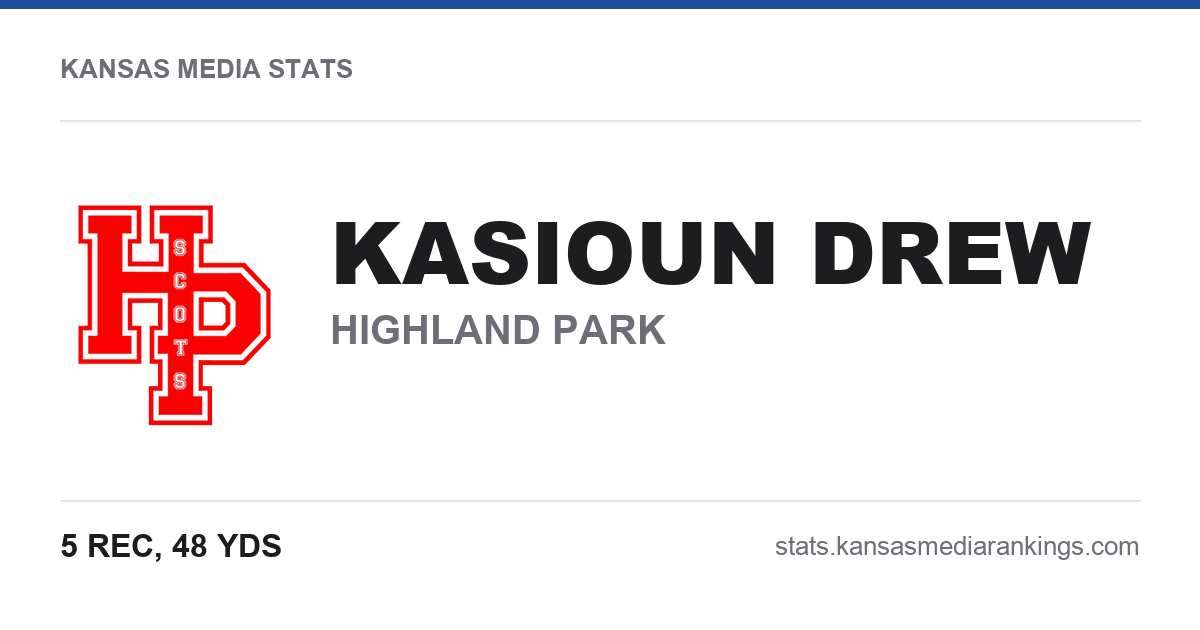 KANSAS MEDIA STATS
HP
SCOTS
KASIOUN DREW
HIGHLAND PARK
5 REC, 48 YDS
stats.kansasmediarankings.com